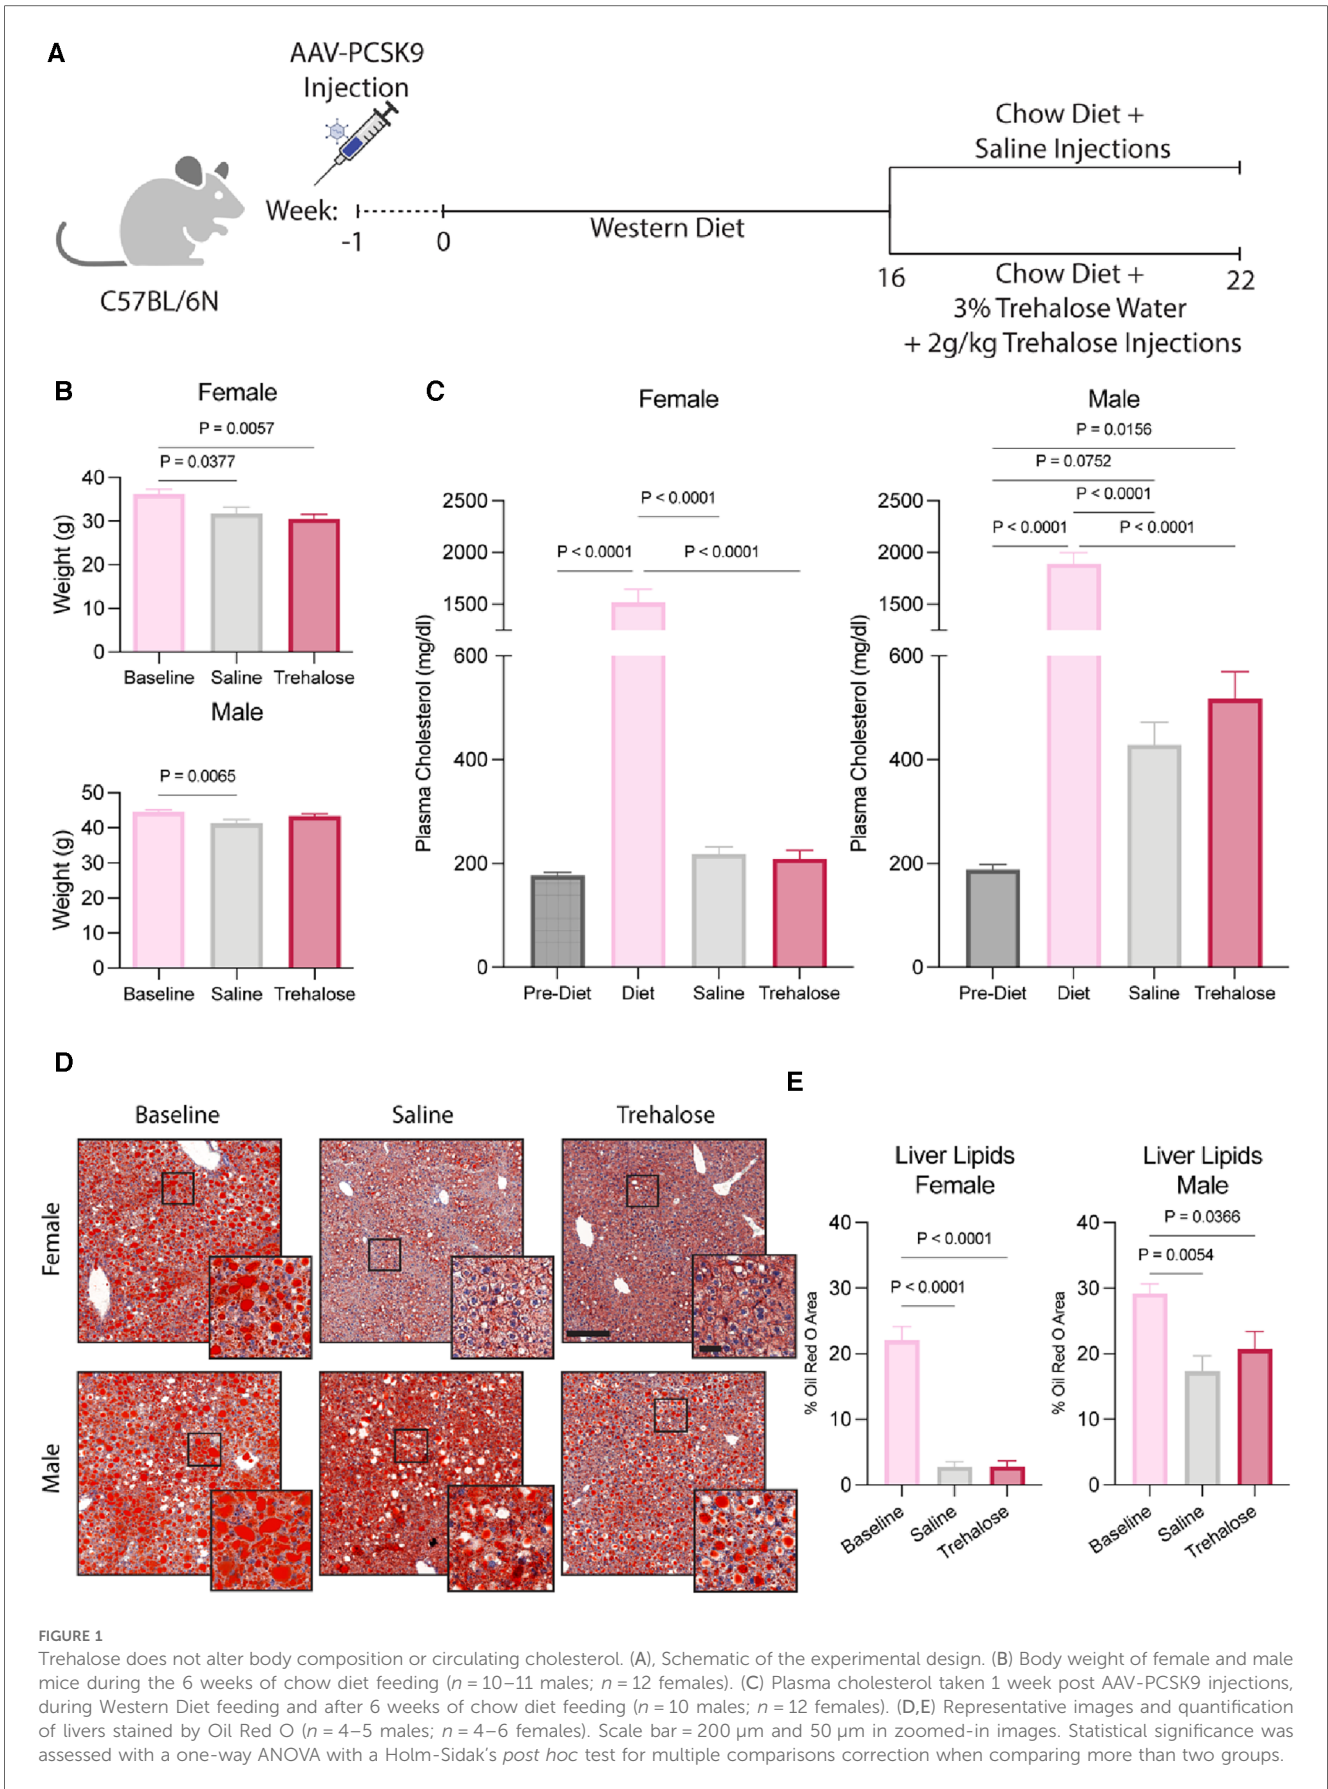 A
AAV-PCSK9
Injection
Chow Diet +
Saline Injections
Week:
-1
0
Western Diet
16
22
Chow Diet +
3% Trehalose Water
+ 2g/kg Trehalose Injections
C57BL/6N
B
Female
P = 0.0057
P = 0.0377
40
30
20
10
0
Weight (g)
Baseline
Saline
Trehalose
Male
P = 0.0065
50
40
30
20
10
0
Weight (g)
Baseline
Saline
Trehalose
C
Female
P < 0.0001
P < 0.0001
P < 0.0001
2500
2000
1500
600
400
200
0
Plasma Cholesterol (mg/dl)
Pre-Diet
Diet
Saline
Trehalose
Male
P = 0.0156
P = 0.0752
P < 0.0001
P < 0.0001
P < 0.0001
2500
2000
1500
600
400
200
0
Plasma Cholesterol (mg/dl)
Pre-Diet
Diet
Saline
Trehalose
D
Baseline
Saline
Trehalose
Female
Male
E
Liver Lipids
Female
P < 0.0001
P < 0.0001
40
30
20
10
0
% Oil Red O Area
Baseline
Saline
Trehalose
Liver Lipids
Male
P = 0.0366
P = 0.0054
40
30
20
10
0
% Oil Red O Area
Baseline
Saline
Trehalose
FIGURE 1
Trehalose does not alter body composition or circulating cholesterol. (A), Schematic of the experimental design. (B) Body weight of female and male
mice during the 6 weeks of chow diet feeding (n = 10–11 males; n = 12 females). (C) Plasma cholesterol taken 1 week post AAV-PCSK9 injections,
during Western Diet feeding and after 6 weeks of chow diet feeding (n = 10 males; n = 12 females). (D,E) Representative images and quantification
of livers stained by Oil Red O (n = 4–5 males; n = 4–6 females). Scale bar = 200 µm and 50 µm in zoomed-in images. Statistical significance was
assessed with a one-way ANOVA with a Holm-Sidak's post hoc test for multiple comparisons correction when comparing more than two groups.